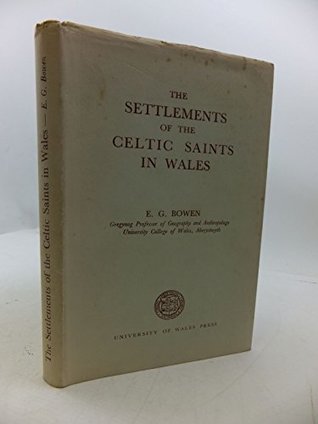 The Settlements of the Celtic Saints in Wales — E. G. Bowen
THE
SETTLEMENTS
OF THE
CELTIC SAINTS
IN WALES
E. G. BOWEN
Gregynog Professor of Geography and Anthropology
University College of Wales, Aberystwyth
UNIVERSITY OF WALES PRESS